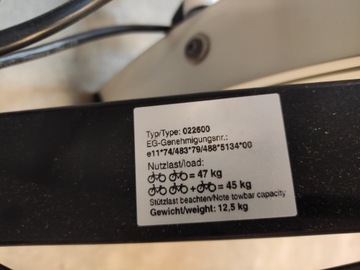 Typ/Type: 022600
EG-Genehmigungsnr.:
e11*74/483*79/488*5134*00
Nutzlast/load:
= 47 kg
+ = 45 kg
Stützlast beachten/Note towbar capacity
Gewicht/weight: 12,5 kg